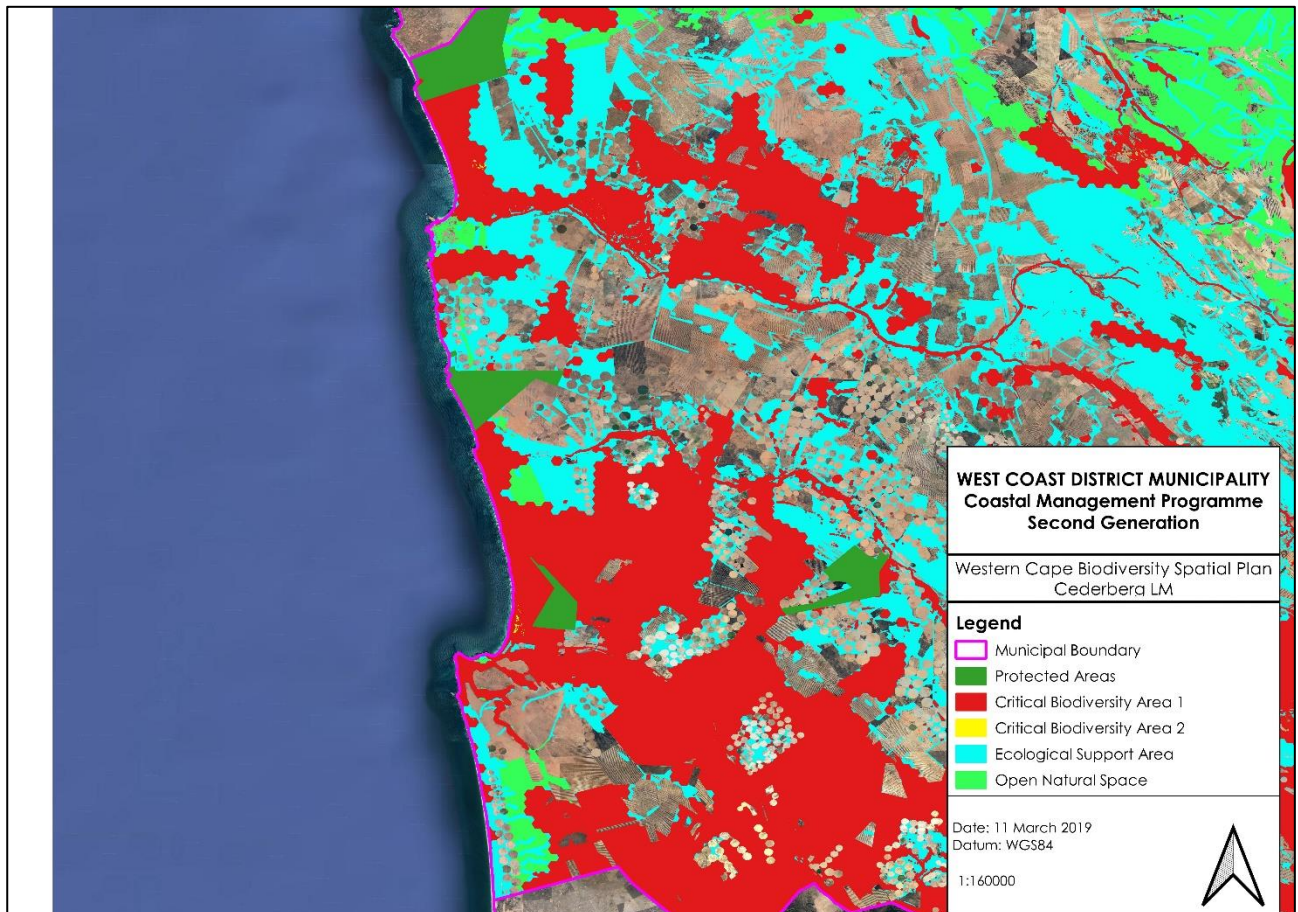 WEST COAST DISTRICT MUNICIPALITY
Coastal Management Programme
Second Generation
Western Cape Biodiversity Spatial Plan
Cederberg LM
Legend
Municipal Boundary
Protected Areas
Critical Biodiversity Area 1
Critical Biodiversity Area 2
Ecological Support Area
Open Natural Space
Date: 11 March 2019
Datum: WGS84
1:160000